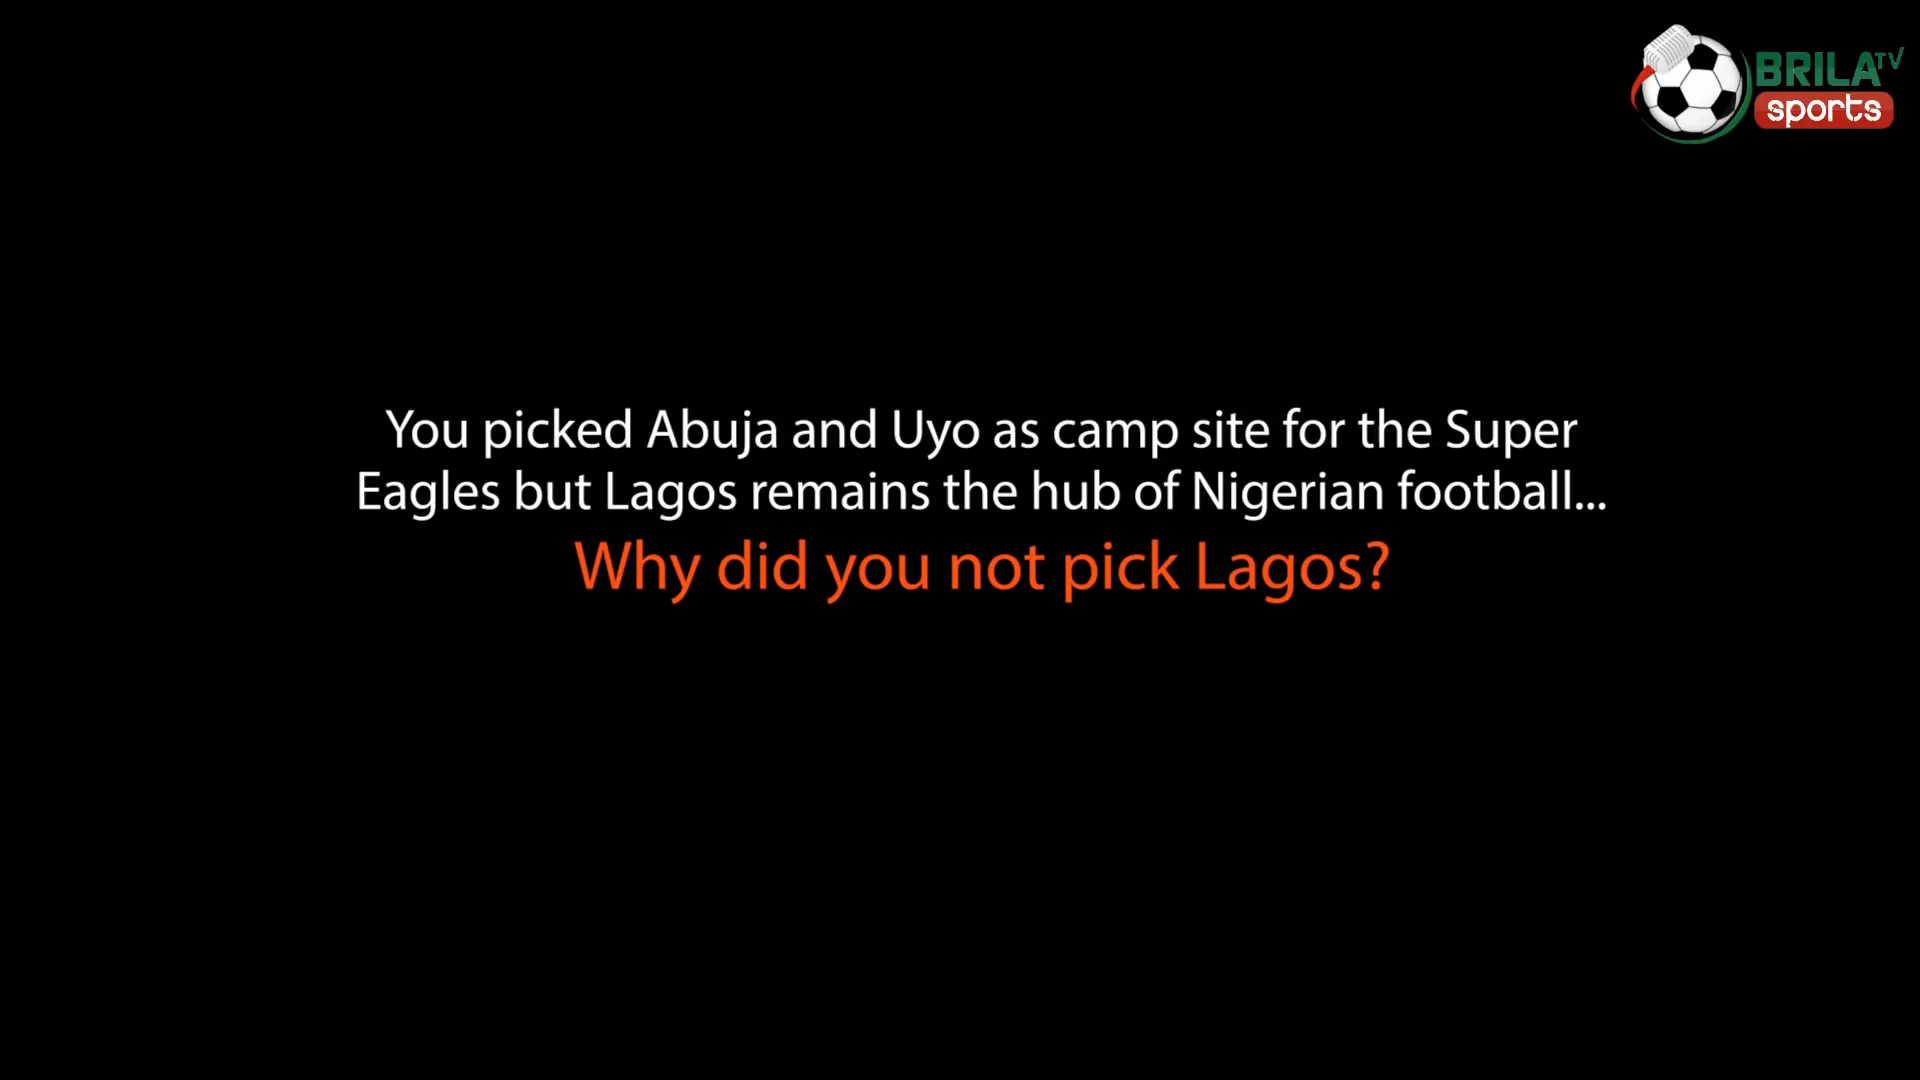 BRILA TV
sports
You picked Abuja and Uyo as camp site for the Super
Eagles but Lagos remains the hub of Nigerian football...
Why did you not pick Lagos?